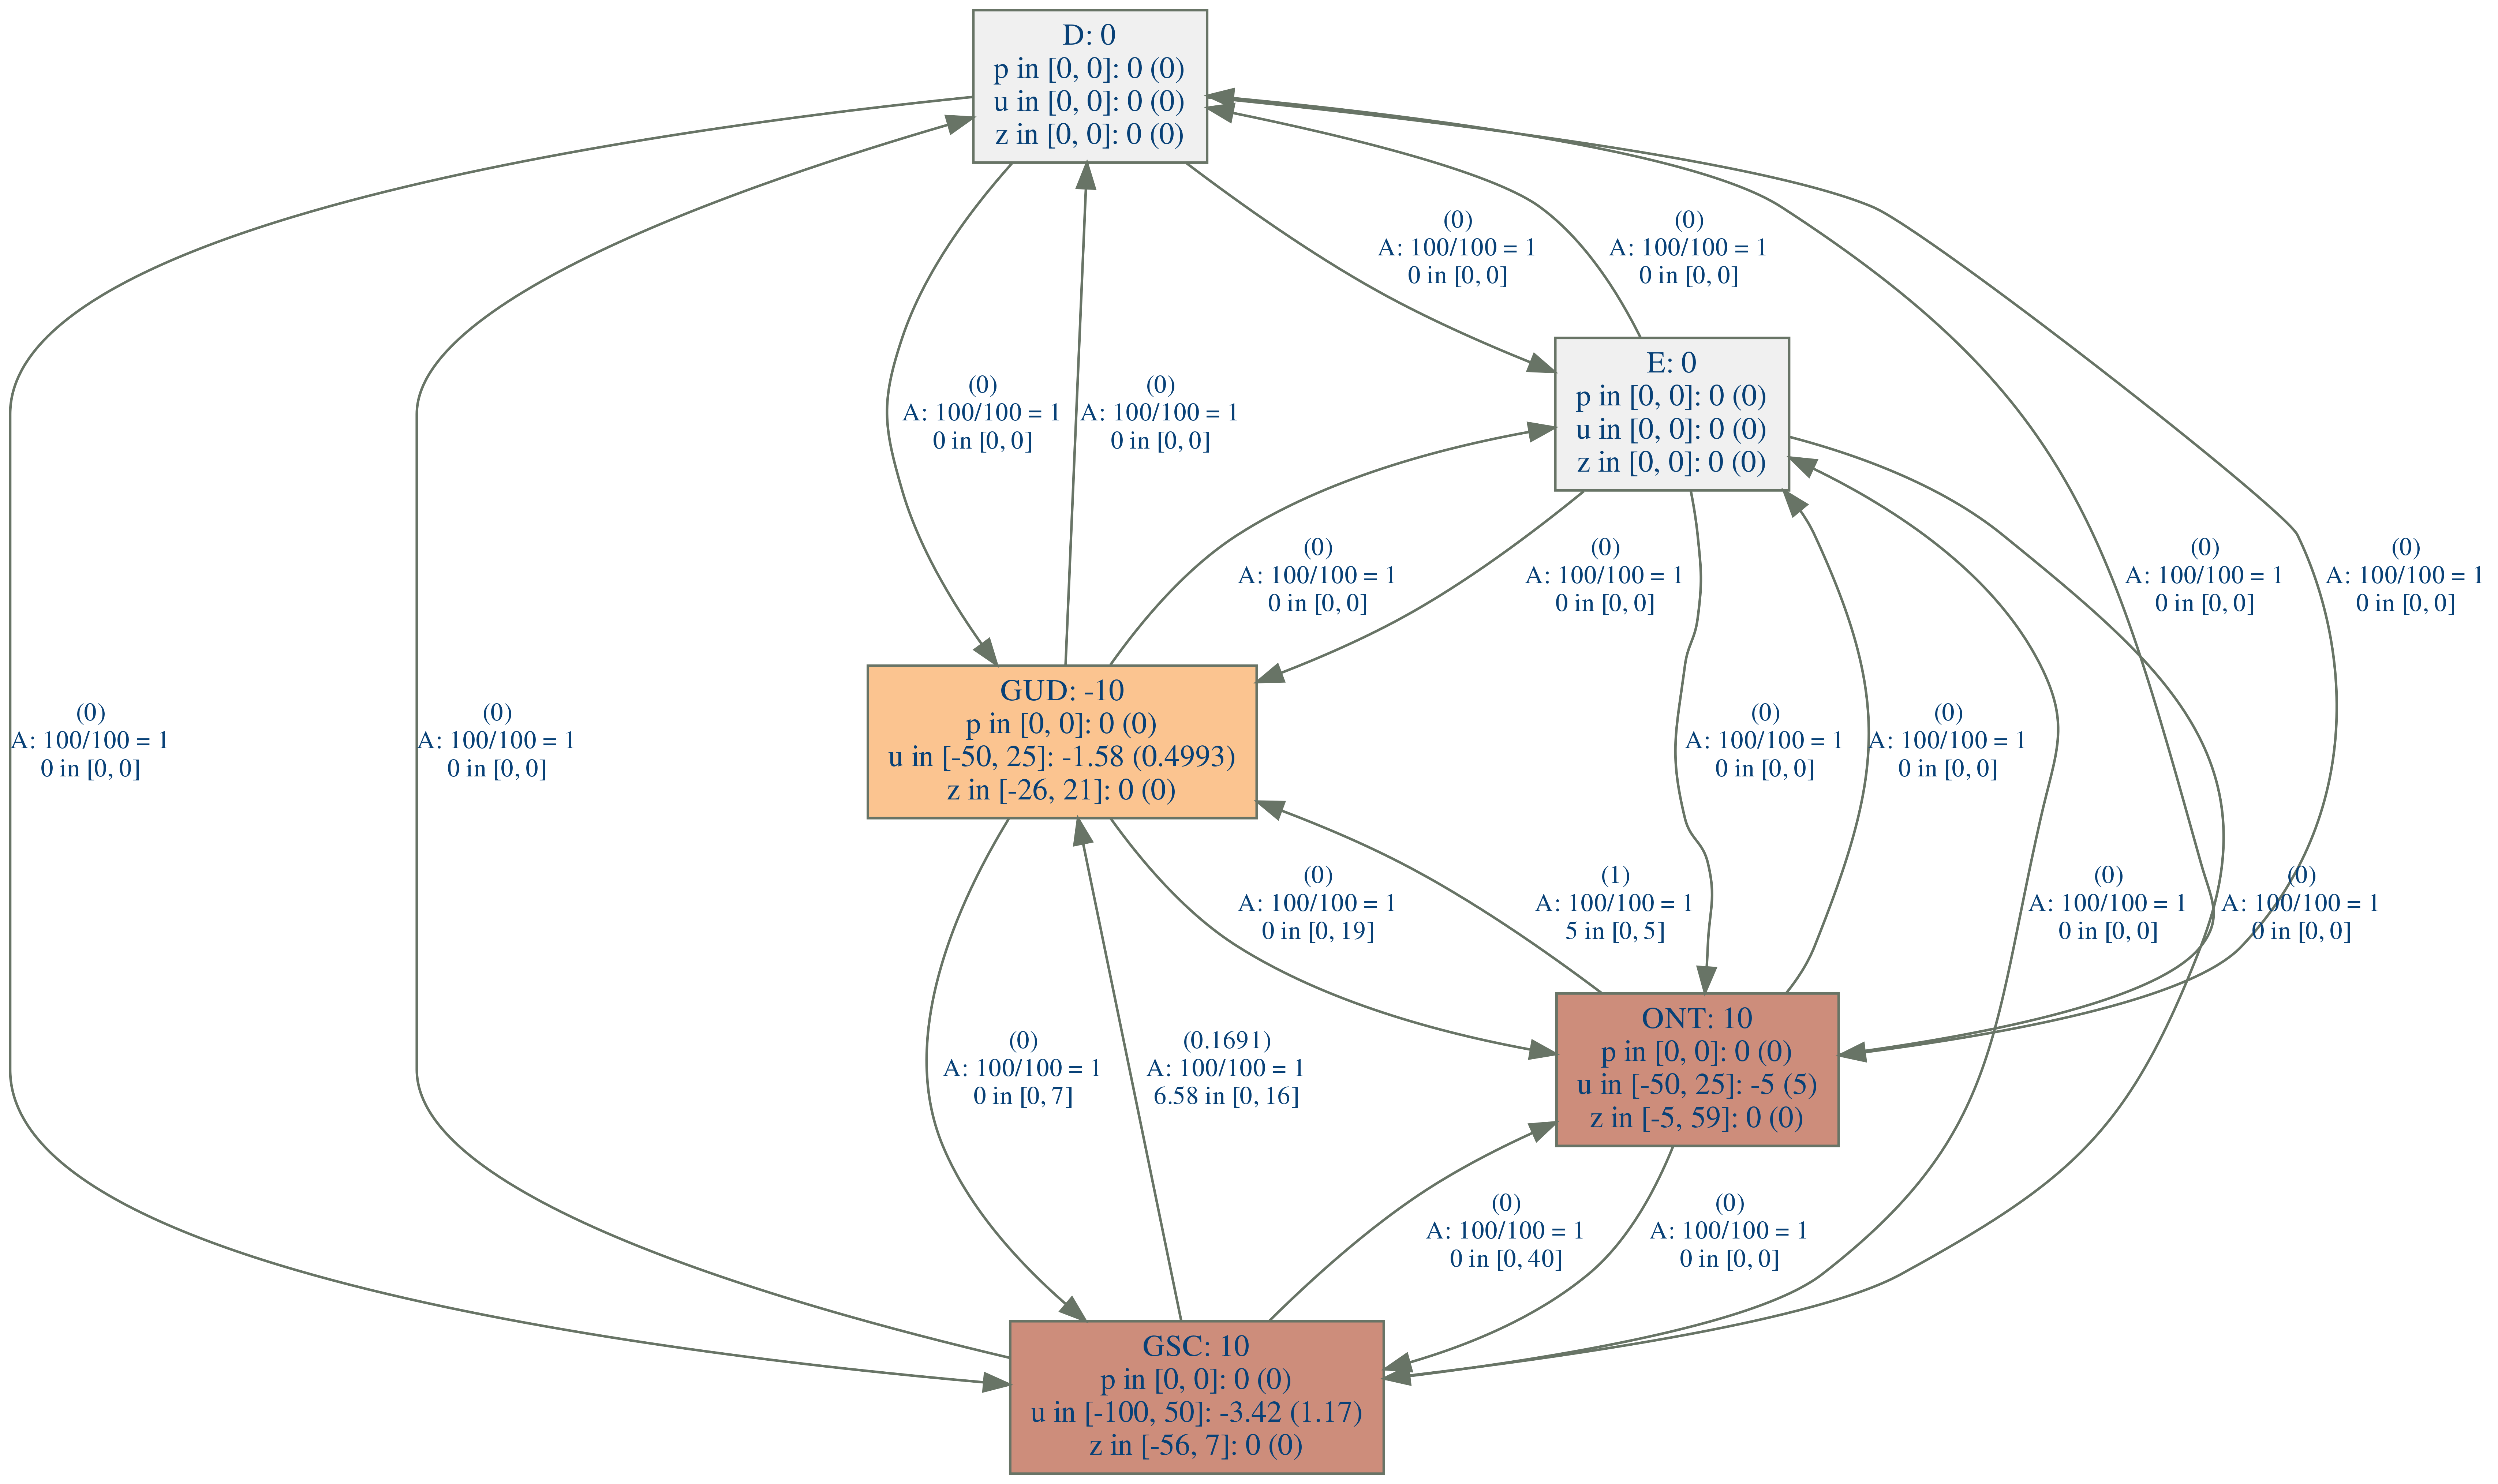 D: 0
p in [0, 0]: 0 (0)
u in [0, 0]: 0 (0)
z in [0, 0]: 0 (0)
(0)
A: 100/100 = 1
0 in [0, 0]
(0)
A: 100/100 = 1
0 in [0, 0]
E: 0
p in [0, 0]: 0 (0)
u in [0, 0]: 0 (0)
z in [0, 0]: 0 (0)
(0)
A: 100/100 = 1
0 in [0, 0]
(0)
A: 100/100 = 1
0 in [0, 0]
(0)
A: 100/100 = 1
0 in [0, 0]
(0)
A: 100/100 = 1
0 in [0, 0]
(0)
A: 100/100 = 1
0 in [0, 0]
(0)
A: 100/100 = 1
0 in [0, 0]
(0)
A: 100/100 = 1
0 in [0, 0]
(0)
A: 100/100 = 1
0 in [0, 0]
GUD: -10
p in [0, 0]: 0 (0)
u in [-50, 25]: -1.58 (0.4993)
z in [-26, 21]: 0 (0)
(0)
A: 100/100 = 1
0 in [0, 0]
(0)
A: 100/100 = 1
0 in [0, 0]
(0)
A: 100/100 = 1
0 in [0, 19]
(1)
A: 100/100 = 1
5 in [0, 5]
(0)
A: 100/100 = 1
0 in [0, 0]
(0)
A: 100/100 = 1
0 in [0, 0]
(0)
A: 100/100 = 1
0 in [0, 7]
(0.1691)
A: 100/100 = 1
6.58 in [0, 16]
ONT: 10
p in [0, 0]: 0 (0)
u in [-50, 25]: -5 (5)
z in [-5, 59]: 0 (0)
(0)
A: 100/100 = 1
0 in [0, 40]
(0)
A: 100/100 = 1
0 in [0, 0]
GSC: 10
p in [0, 0]: 0 (0)
u in [-100, 50]: -3.42 (1.17)
z in [-56, 7]: 0 (0)